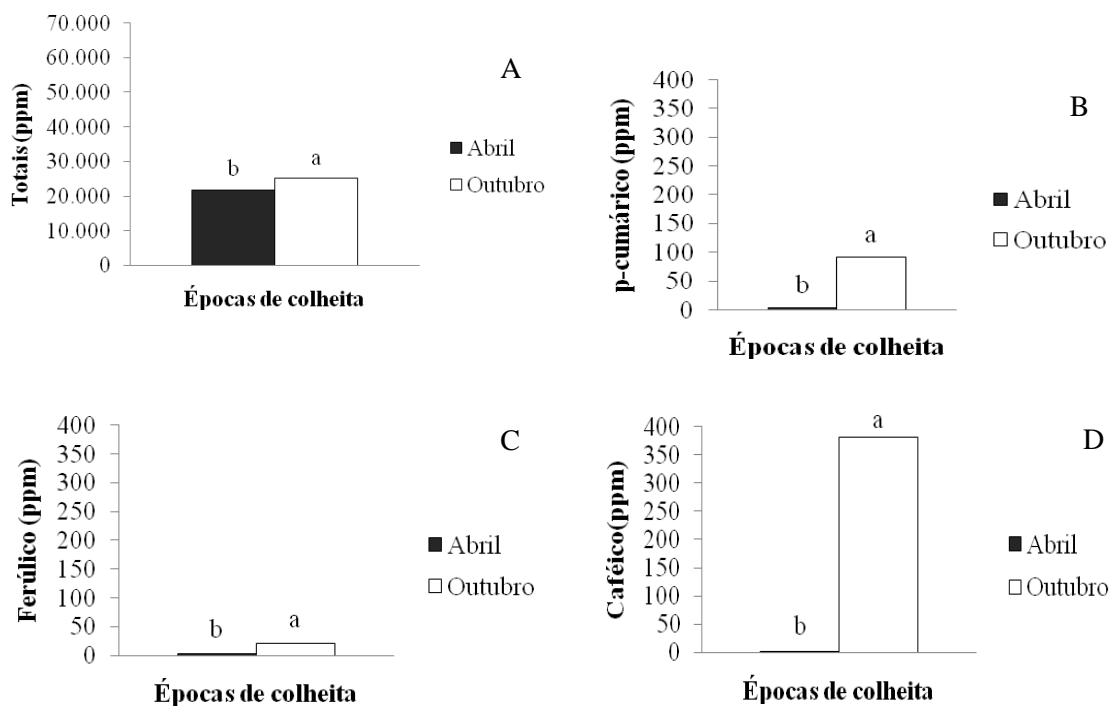 A
70.000
60.000
50.000
40.000
30.000
20.000
10.000
0
Totais (ppm)
b
a
Abril
Outubro
Épocas de colheita
B
400
350
300
250
200
150
100
50
0
p-cumárico (ppm)
b
a
Abril
Outubro
Épocas de colheita
C
400
350
300
250
200
150
100
50
0
Ferúlico (ppm)
b
a
Abril
Outubro
Épocas de colheita
D
400
350
300
250
200
150
100
50
0
Caféico(ppm)
b
a
Abril
Outubro
Épocas de colheita